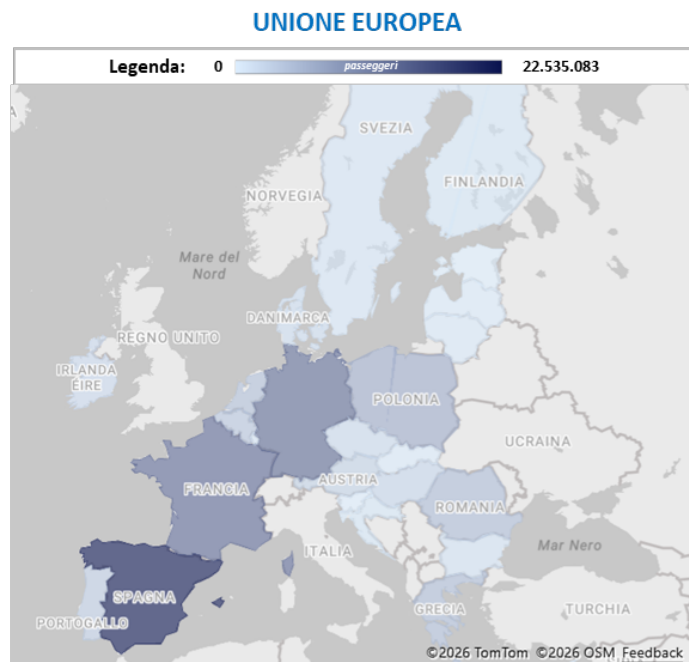 UNIONE EUROPEA
Legenda: 0 passeggeri 22.535.083
SVEZIA
FINLANDIA
NORVEGIA
Mare del
Nord
DANIMARCA
REGNO UNITO
IRLANDA
ÉIRE
POLONIA
UCRAINA
FRANCIA
AUSTRIA
ROMANIA
ITALIA
Mar Nero
SPAGNA
PORTOGALLO
GRECIA
TURCHIA
©2026 TomTom ©2026 OSM Feedback